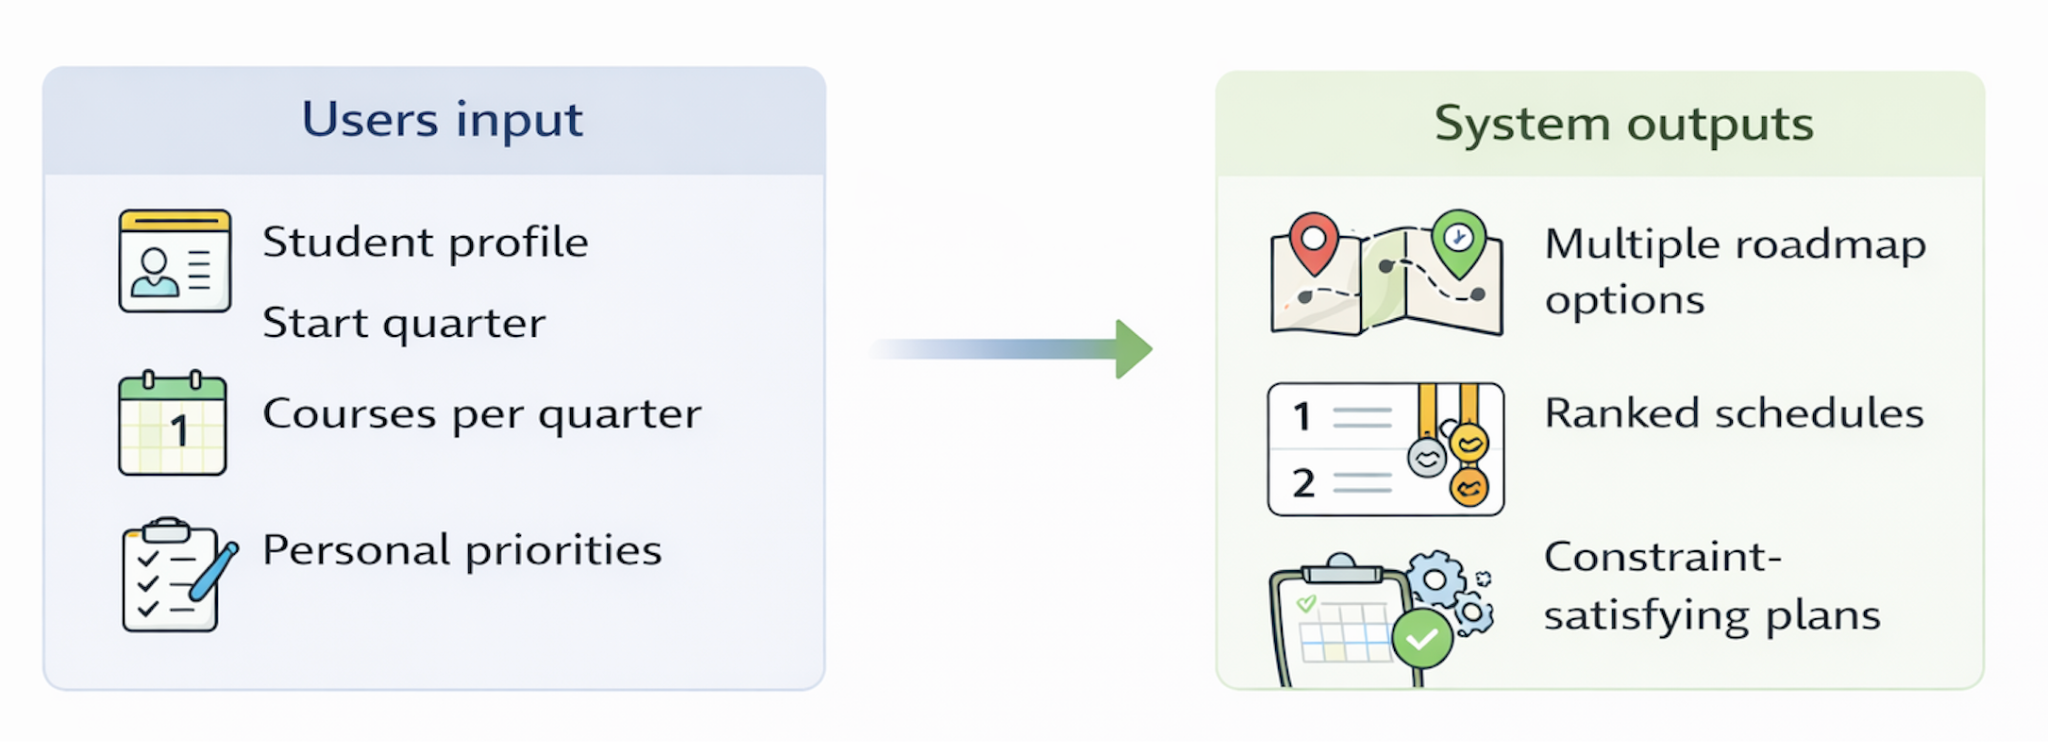 Users input
Student profile
Start quarter
1
Courses per quarter
Personal priorities
System outputs
Multiple roadmap
options
1
2
Ranked schedules
Constraint-
satisfying plans